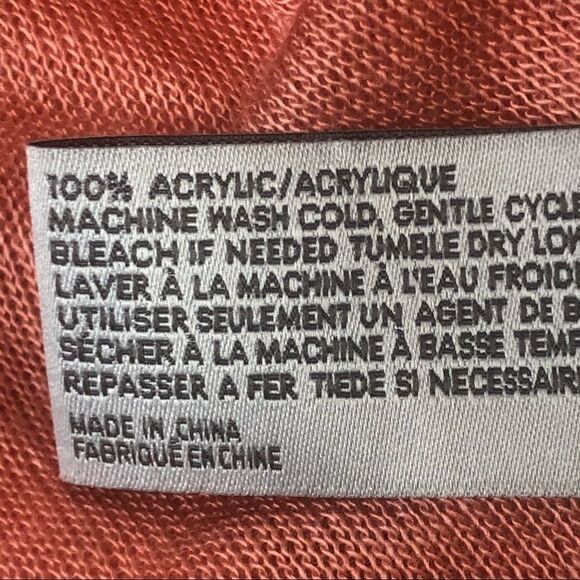 100% ACRYLIC/ACRYLIQUE
MACHINE WASH COLD, GENTLE CYCLE
BLEACH IF NEEDED TUMBLE DRY LOW
LAVER À LA MACHINE À L'EAU FROIDE
UTILISER SEULEMENT UN AGENT DE B
SÉCHER À LA MACHINE À BASSE TEMP
REPASSER A FER TIEDE SI NECESSAIRE
MADE IN CHINA
FABRIQUÉ EN CHINE